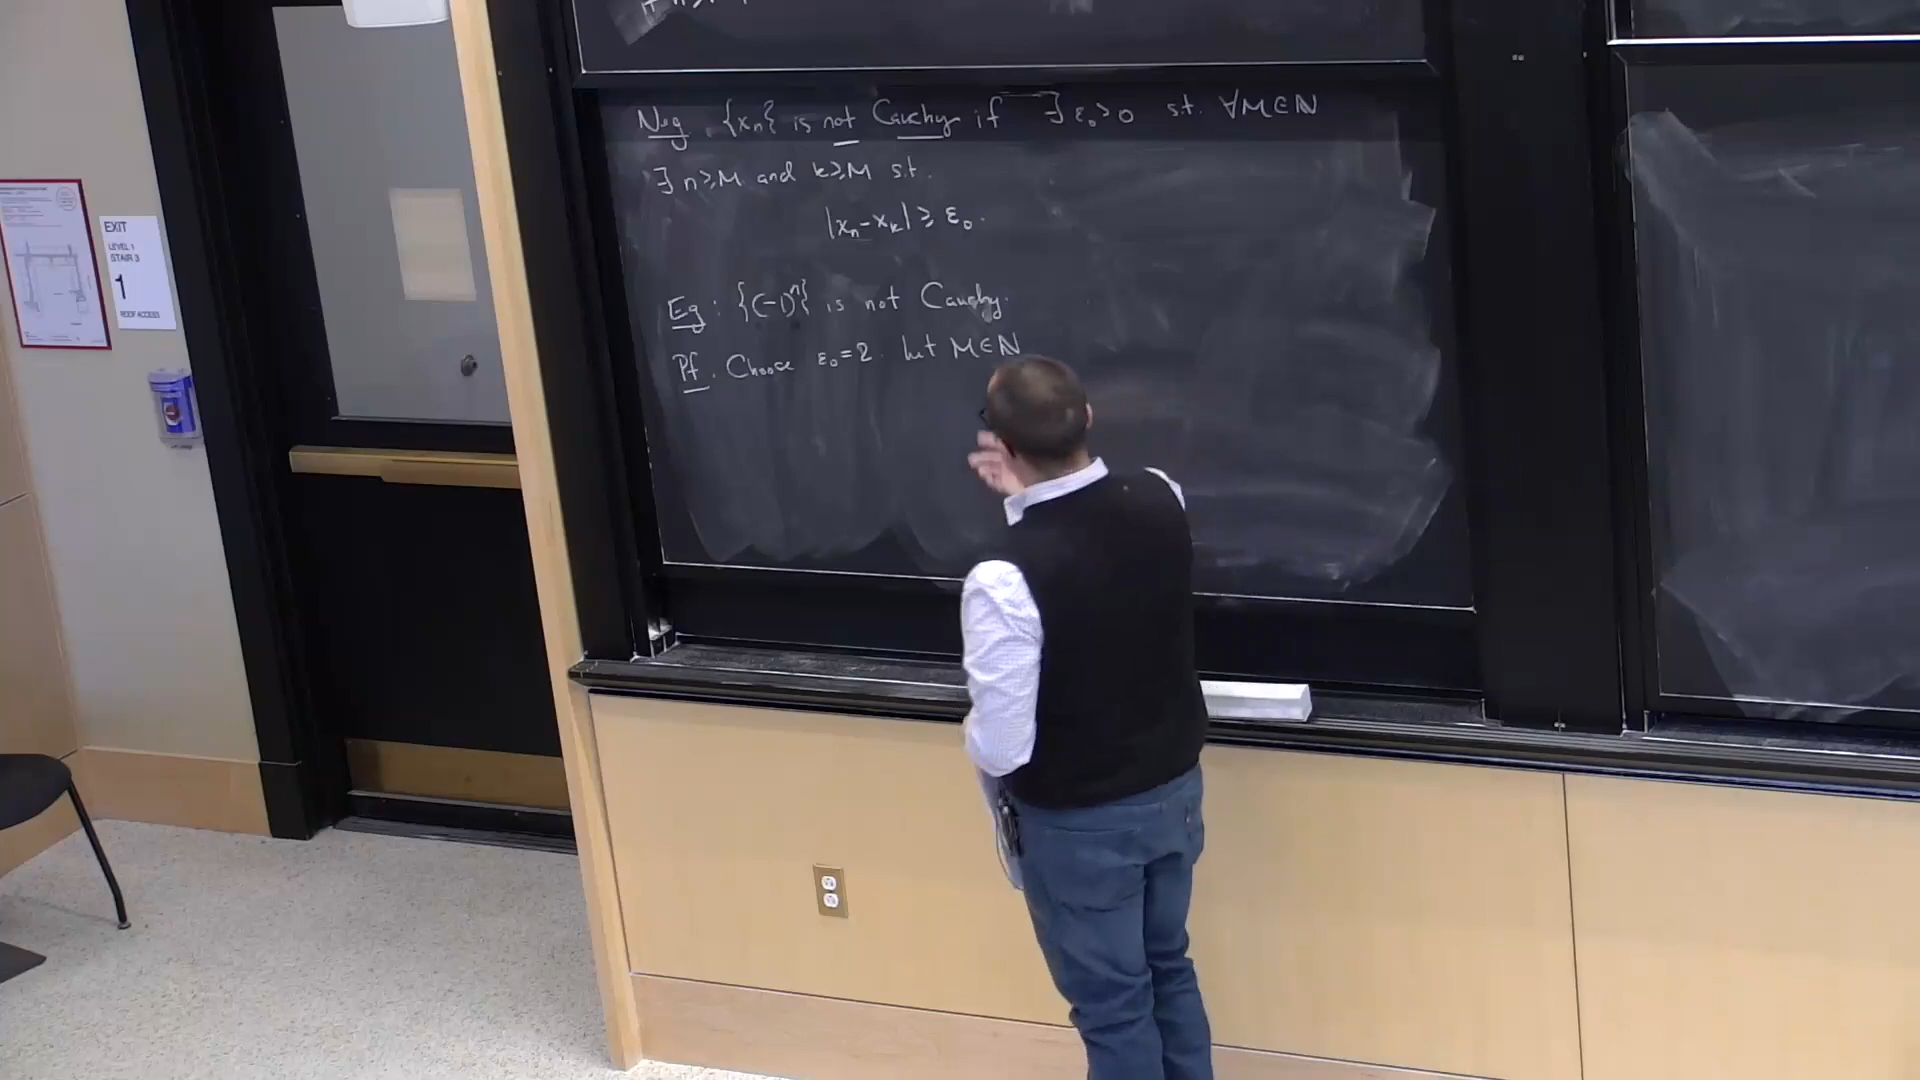 EXIT
LEVEL 1
STAIR 3
1
ROOF ACCESS
Neg. {xₙ} is not Cauchy if ∃ ε₀>0 s.t. ∀M∈ℕ
∃ n≥M and k≥M s.t.
|xₙ-xₖ| ≥ ε₀.
Eg: {(-1)ⁿ} is not Cauchy.
Pf. Choose ε₀=2. Let M∈ℕ